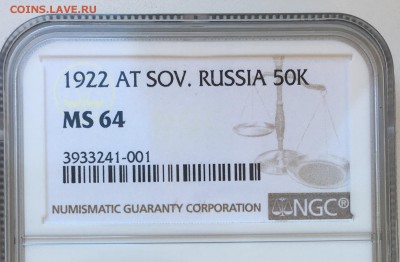 COINS.LAVE.RU
1922 AT SOV. RUSSIA 50K
MS 64
3933241-001
NUMISMATIC GUARANTY CORPORATION NGC®